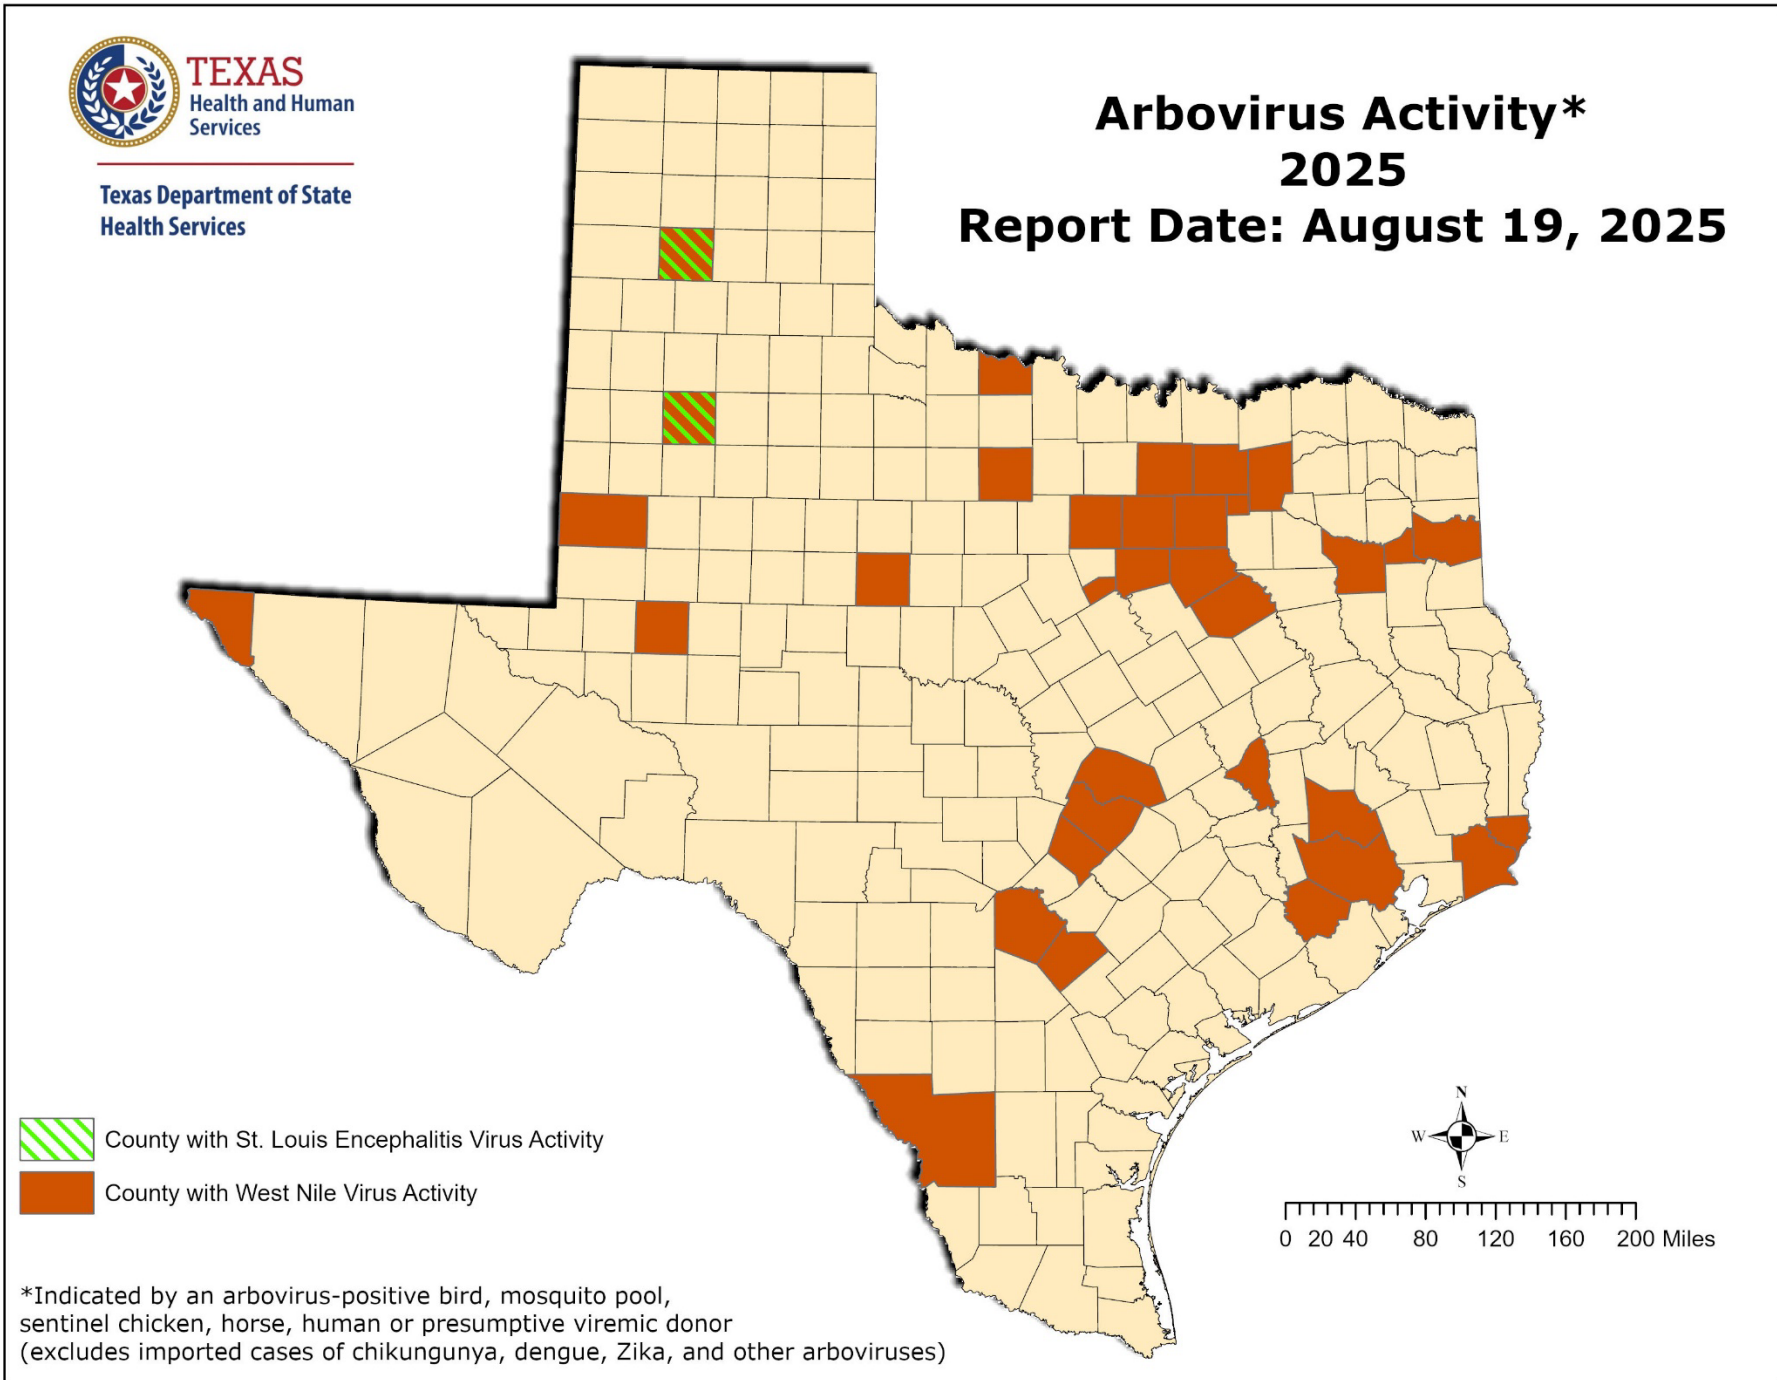 TEXAS
Health and Human
Services
Texas Department of State
Health Services
Arbovirus Activity*
2025
Report Date: August 19, 2025
County with St. Louis Encephalitis Virus Activity
County with West Nile Virus Activity
N
W E
S
0 20 40 80 120 160 200 Miles
*Indicated by an arbovirus-positive bird, mosquito pool,
sentinel chicken, horse, human or presumptive viremic donor
(excludes imported cases of chikungunya, dengue, Zika, and other arboviruses)